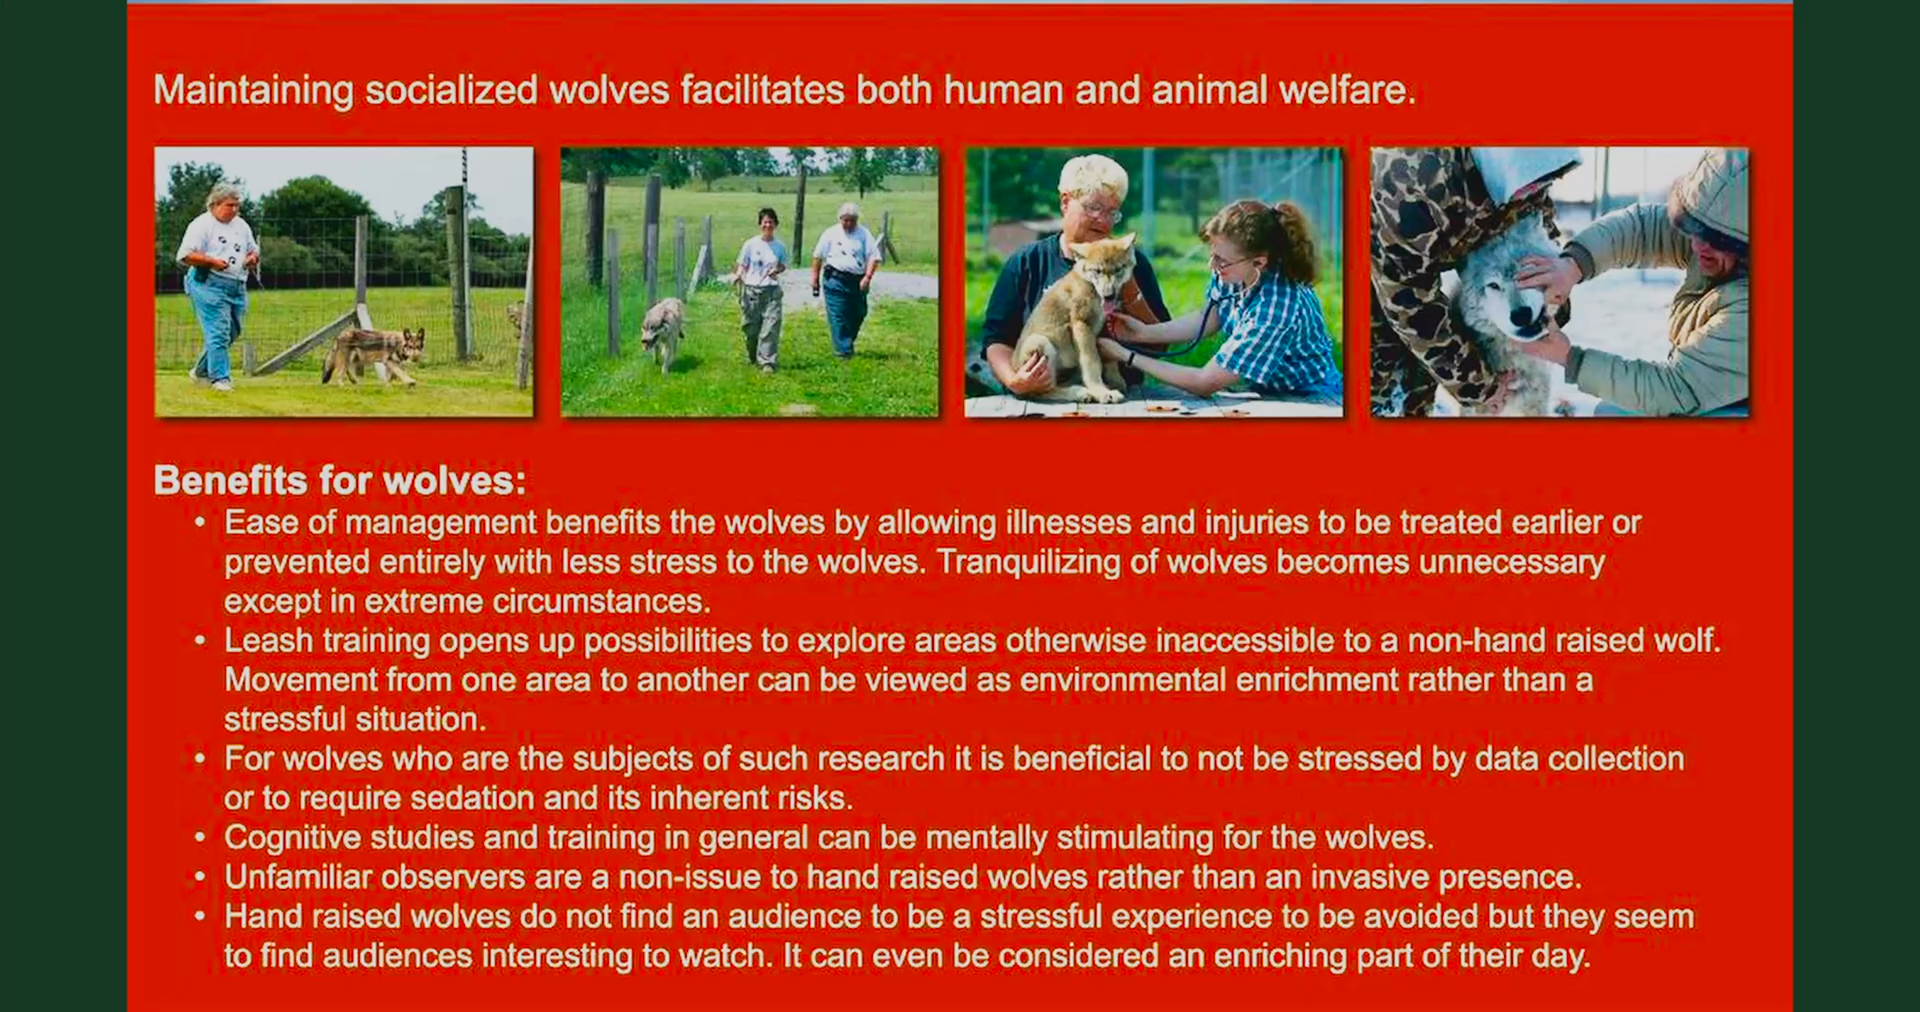 Maintaining socialized wolves facilitates both human and animal welfare.
Benefits for wolves:
• Ease of management benefits the wolves by allowing illnesses and injuries to be treated earlier or
prevented entirely with less stress to the wolves. Tranquilizing of wolves becomes unnecessary
except in extreme circumstances.
• Leash training opens up possibilities to explore areas otherwise inaccessible to a non-hand raised wolf.
Movement from one area to another can be viewed as environmental enrichment rather than a
stressful situation.
• For wolves who are the subjects of such research it is beneficial to not be stressed by data collection
or to require sedation and its inherent risks.
• Cognitive studies and training in general can be mentally stimulating for the wolves.
• Unfamiliar observers are a non-issue to hand raised wolves rather than an invasive presence.
• Hand raised wolves do not find an audience to be a stressful experience to be avoided but they seem
to find audiences interesting to watch. It can even be considered an enriching part of their day.